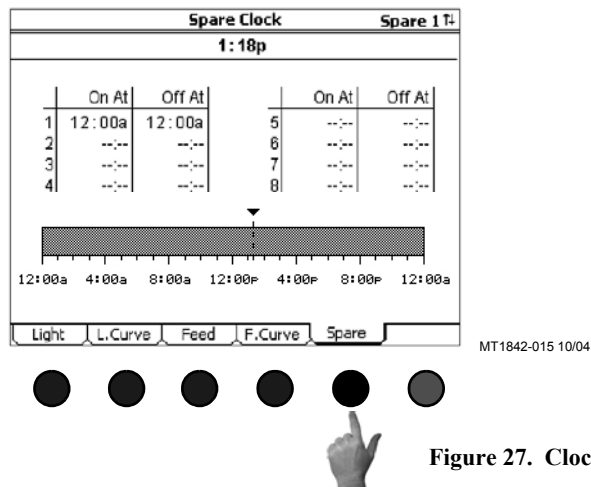 Spare Clock Spare 1⇅
1:18p
On At Off At On At Off At
1 12:00a 12:00a 5 --:-- --:--
2 --:-- --:-- 6 --:-- --:--
3 --:-- --:-- 7 --:-- --:--
4 --:-- --:-- 8 --:-- --:--
12:00a 4:00a 8:00a 12:00p 4:00p 8:00p 12:00a
Light L.Curve Feed F.Curve Spare
MT1842-015 10/04
Figure 27. Cloc